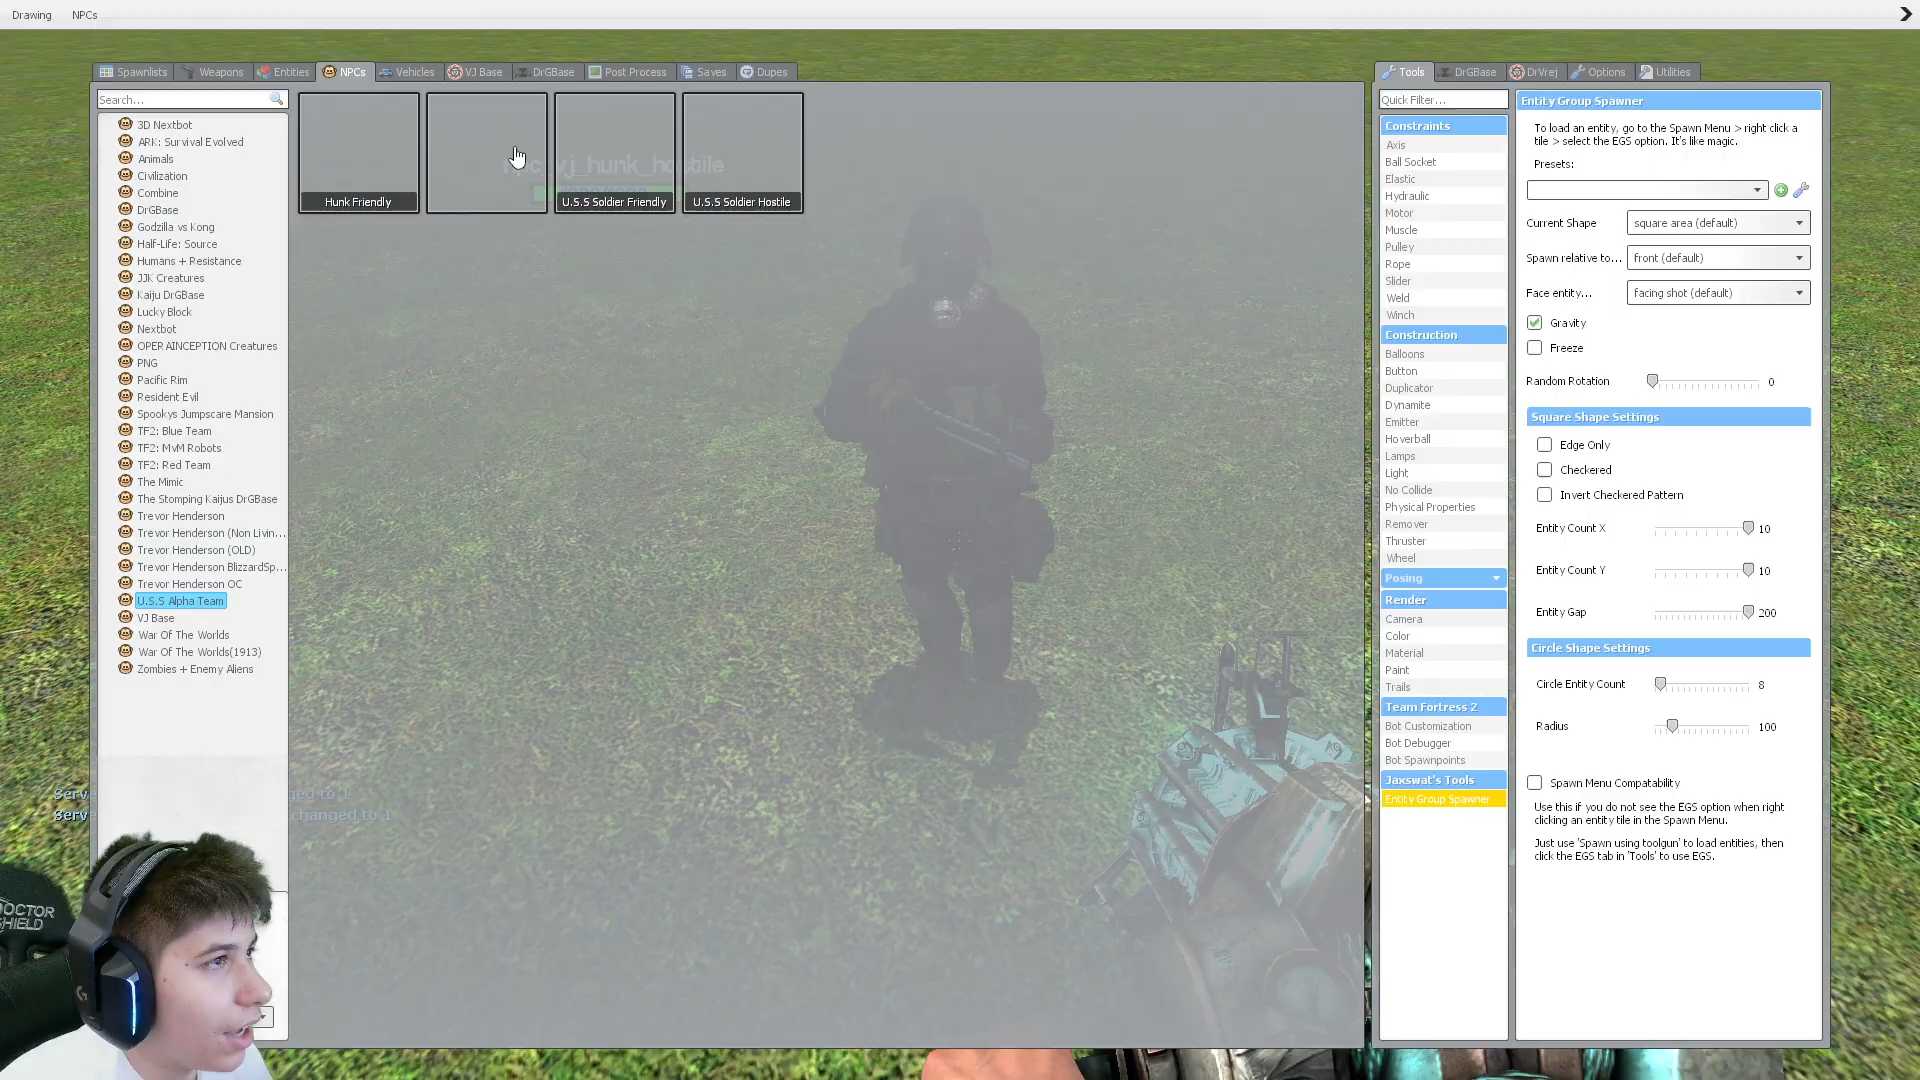 Drawing NPCs
Spawnlists Weapons Entities NPCs Vehicles VJ Base DrGBase Post Process Saves Dupes
Search...
3D Nextbot
ARK: Survival Evolved
Animals
Civilization
Combine
DrGBase
Godzilla vs Kong
Half-Life: Source
Humans + Resistance
JJK Creatures
Kaiju DrGBase
Lucky Block
Nextbot
OPERAINCEPTION Creatures
PNG
Pacific Rim
Resident Evil
Spookys Jumpscare Mansion
TF2: Blue Team
TF2: MvM Robots
TF2: Red Team
The Mimic
The Stomping Kaijus DrGBase
Trevor Henderson
Trevor Henderson (Non Livin...
Trevor Henderson (OLD)
Trevor Henderson BlizzardSp...
Trevor Henderson OC
U.S.S Alpha Team
VJ Base
War Of The Worlds
War Of The Worlds(1913)
Zombies + Enemy Aliens
Hunk Friendly
U.S.S Soldier Friendly
U.S.S Soldier Hostile
vj_hunk_hostile
Serv
ged to 1
Serve
changed to 1
DOCTOR
SHIELD
Tools DrGBase DrVrej Options Utilities
Quick Filter...
Constraints
Axis
Ball Socket
Elastic
Hydraulic
Motor
Muscle
Pulley
Rope
Slider
Weld
Winch
Construction
Balloons
Button
Duplicator
Dynamite
Emitter
Hoverball
Lamps
Light
No Collide
Physical Properties
Remover
Thruster
Wheel
Posing
Render
Camera
Color
Material
Paint
Trails
Team Fortress 2
Bot Customization
Bot Debugger
Bot Spawnpoints
Jaxswat's Tools
Entity Group Spawner
Entity Group Spawner
To load an entity, go to the Spawn Menu > right click a
tile > select the EGS option. It's like magic.
Presets:
Current Shape square area (default)
Spawn relative to... front (default)
Face entity... facing shot (default)
Gravity
Freeze
Random Rotation 0
Square Shape Settings
Edge Only
Checkered
Invert Checkered Pattern
Entity Count X 10
Entity Count Y 10
Entity Gap 200
Circle Shape Settings
Circle Entity Count 8
Radius 100
Spawn Menu Compatability
Use this if you do not see the EGS option when right
clicking an entity tile in the Spawn Menu.
Just use 'Spawn using toolgun' to load entities, then
click the EGS tab in 'Tools' to use EGS.